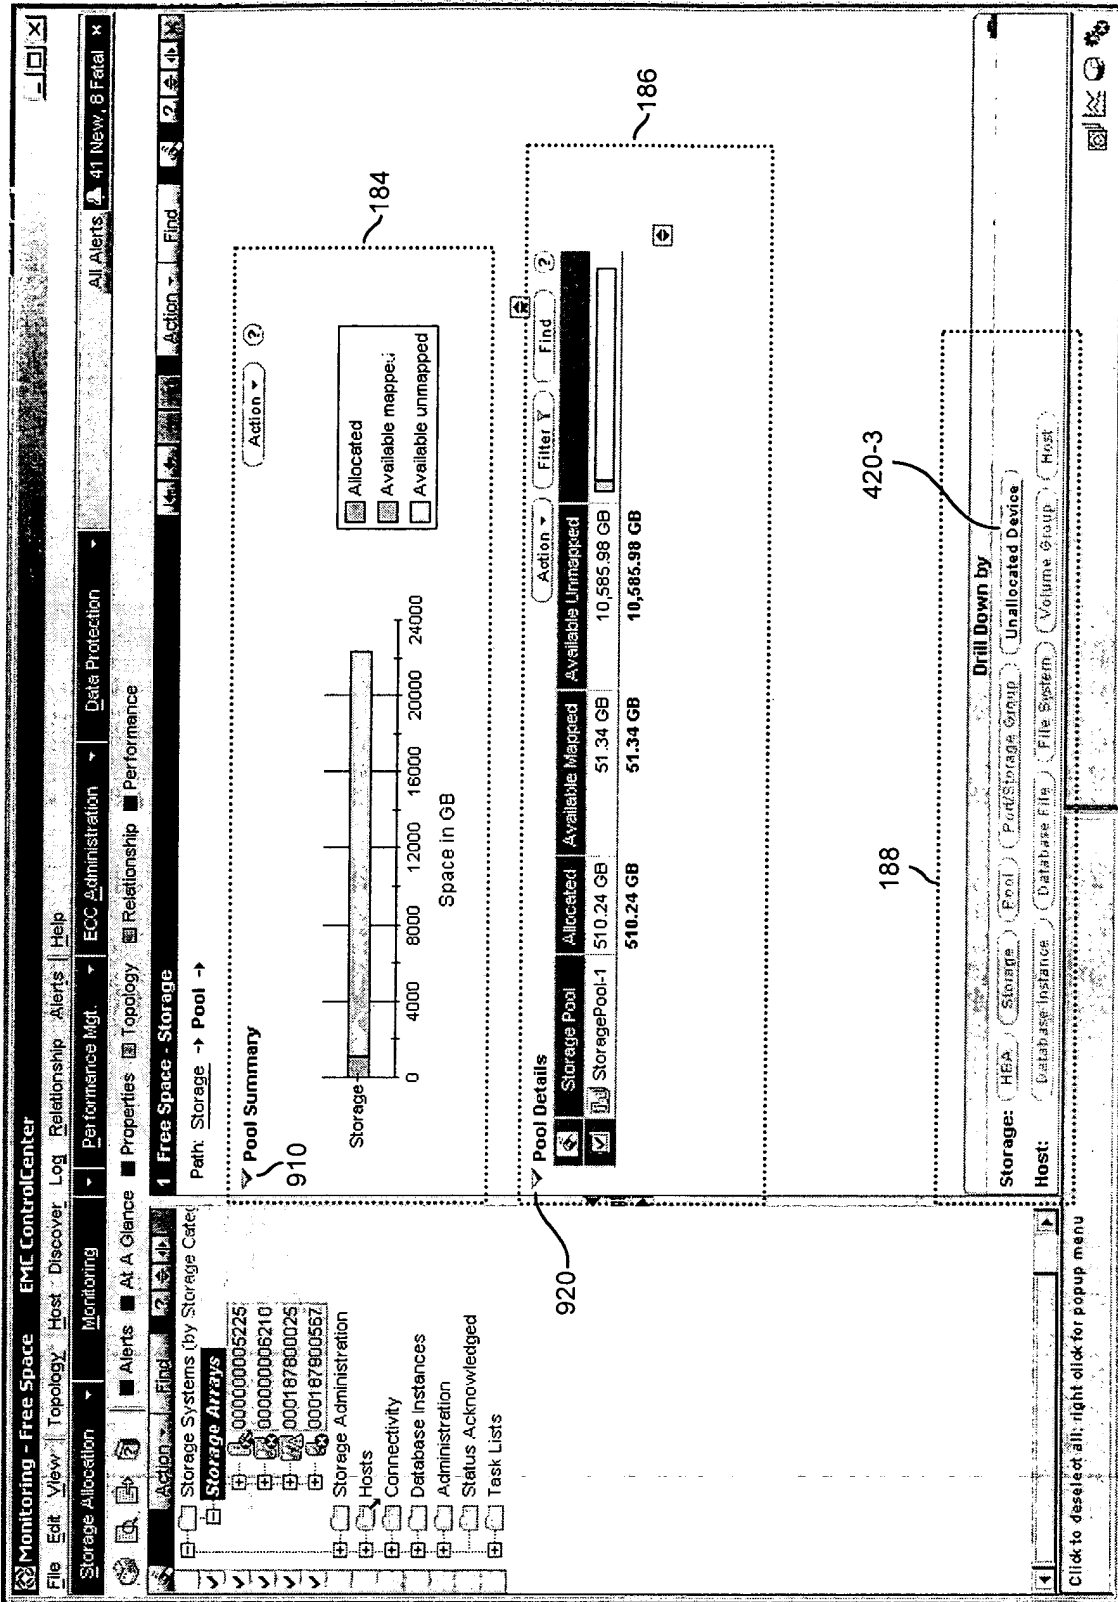 Monitoring - Free Space EMC ControlCenter
File Edit View Topology Host Discover Log Relationship Alerts Help
Storage Allocation Monitoring Performance Mgt. ECC Administration Data Protection All Alerts 41 New, 8 Fatal
Alerts At A Glance Properties Topology Relationship Performance
Action Find
Storage Systems (by Storage Categ
Storage Arrays
000000005225
000000006210
000187800025
000187900567
Storage Administration
Hosts
Connectivity
Database Instances
Administration
Status Acknowledged
Task Lists
1 Free Space - Storage Action Find
Path: Storage → Pool →
Pool Summary Action ?
910
184
Storage
0 4000 8000 12000 16000 20000 24000
Space in GB
Allocated
Available mapped
Available unmapped
Pool Details Action Filter Find ?
920
186
Storage Pool Allocated Available Mapped Available Unmapped
StoragePool-1 510.24 GB 51.34 GB 10,585.98 GB
510.24 GB 51.34 GB 10,585.98 GB
188
420-3
Drill Down by
Storage: HBA Storage Pool Port/Storage Group Unallocated Device
Host: Database Instance Database File File System Volume Group Host
Click to deselect all; right click for popup menu